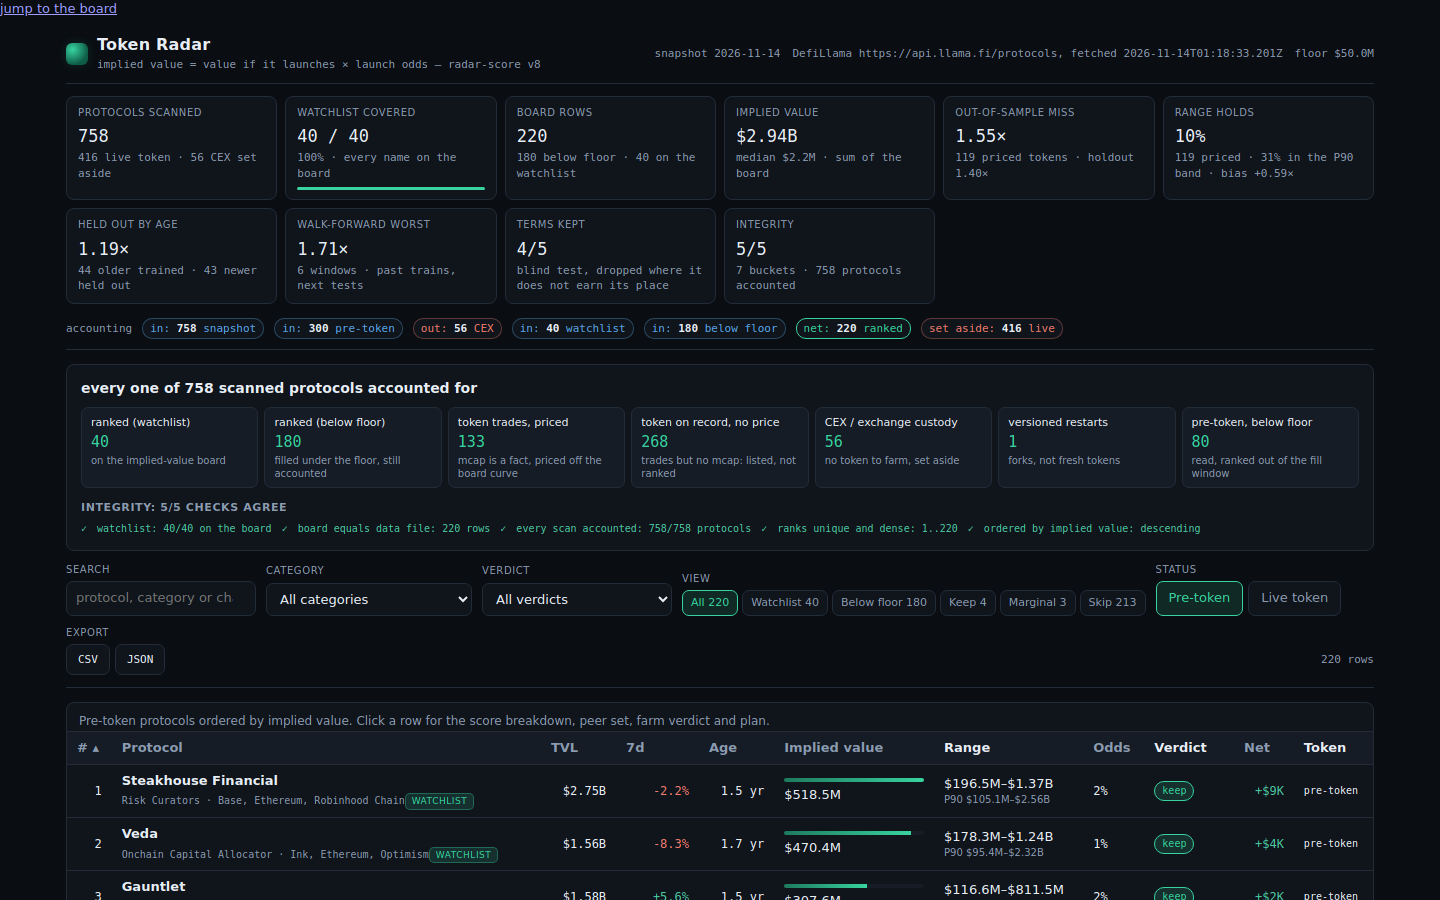 jump to the board
Token Radar
implied value = value if it launches × launch odds — radar-score v8
snapshot 2026-11-14 DefiLlama https://api.llama.fi/protocols, fetched 2026-11-14T01:18:33.201Z floor $50.0M
PROTOCOLS SCANNED
758
416 live token · 56 CEX set
aside
WATCHLIST COVERED
40 / 40
100% · every name on the
board
BOARD ROWS
220
180 below floor · 40 on the
watchlist
IMPLIED VALUE
$2.94B
median $2.2M · sum of the
board
OUT-OF-SAMPLE MISS
1.55×
119 priced tokens · holdout
1.40×
RANGE HOLDS
10%
119 priced · 31% in the P90
band · bias +0.59×
HELD OUT BY AGE
1.19×
44 older trained · 43 newer
held out
WALK-FORWARD WORST
1.71×
6 windows · past trains,
next tests
TERMS KEPT
4/5
blind test, dropped where it
does not earn its place
INTEGRITY
5/5
7 buckets · 758 protocols
accounted
accounting in: 758 snapshot in: 300 pre-token out: 56 CEX in: 40 watchlist in: 180 below floor net: 220 ranked set aside: 416 live
every one of 758 scanned protocols accounted for
ranked (watchlist)
40
on the implied-value board
ranked (below floor)
180
filled under the floor, still
accounted
token trades, priced
133
mcap is a fact, priced off the
board curve
token on record, no price
268
trades but no mcap: listed, not
ranked
CEX / exchange custody
56
no token to farm, set aside
versioned restarts
1
forks, not fresh tokens
pre-token, below floor
80
read, ranked out of the fill
window
INTEGRITY: 5/5 CHECKS AGREE
✓ watchlist: 40/40 on the board ✓ board equals data file: 220 rows ✓ every scan accounted: 758/758 protocols ✓ ranks unique and dense: 1..220 ✓ ordered by implied value: descending
SEARCH
protocol, category or ch
CATEGORY
All categories
VERDICT
All verdicts
VIEW
All 220 Watchlist 40 Below floor 180 Keep 4 Marginal 3 Skip 213
STATUS
Pre-token Live token
EXPORT
CSV JSON
220 rows
Pre-token protocols ordered by implied value. Click a row for the score breakdown, peer set, farm verdict and plan.
# ▲ Protocol TVL 7d Age Implied value Range Odds Verdict Net Token
1 Steakhouse Financial $2.75B -2.2% 1.5 yr $518.5M $196.5M–$1.37B 2% keep +$9K pre-token
Risk Curators · Base, Ethereum, Robinhood Chain WATCHLIST P90 $105.1M–$2.56B
2 Veda $1.56B -8.3% 1.7 yr $470.4M $178.3M–$1.24B 1% keep +$4K pre-token
Onchain Capital Allocator · Ink, Ethereum, Optimism WATCHLIST P90 $95.4M–$2.32B
3 Gauntlet $1.58B +5.6% 1.5 yr $307.6M $116.6M–$811.5M 2% keep +$2K pre-token